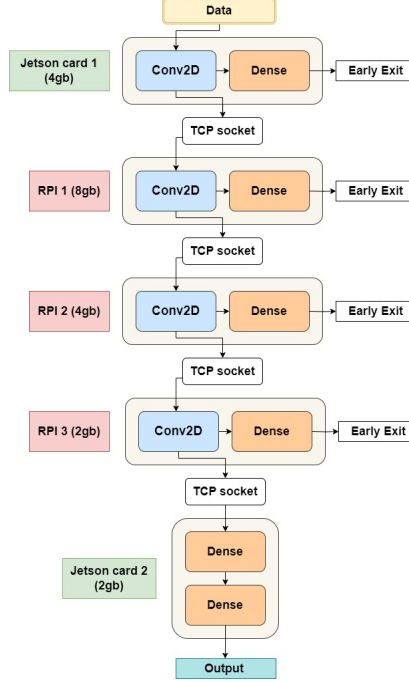 Data
Jetson card 1
(4gb)
Conv2D
Dense
Early Exit
TCP socket
RPI 1 (8gb)
Conv2D
Dense
Early Exit
TCP socket
RPI 2 (4gb)
Conv2D
Dense
Early Exit
TCP socket
RPI 3 (2gb)
Conv2D
Dense
Early Exit
TCP socket
Jetson card 2
(2gb)
Dense
Dense
Output